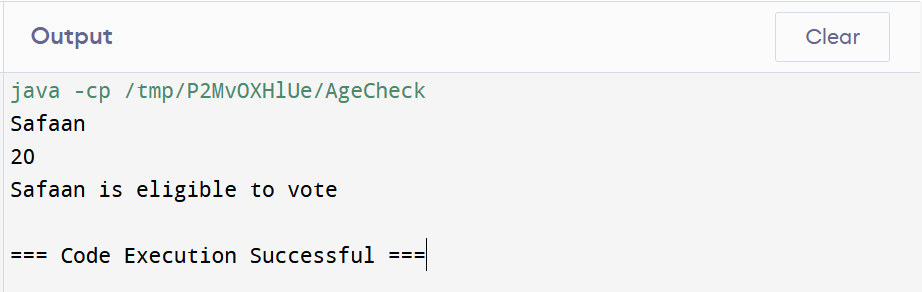 Output
Clear
java -cp /tmp/P2MvOXHlUe/AgeCheck
Safaan
20
Safaan is eligible to vote
=== Code Execution Successful ===